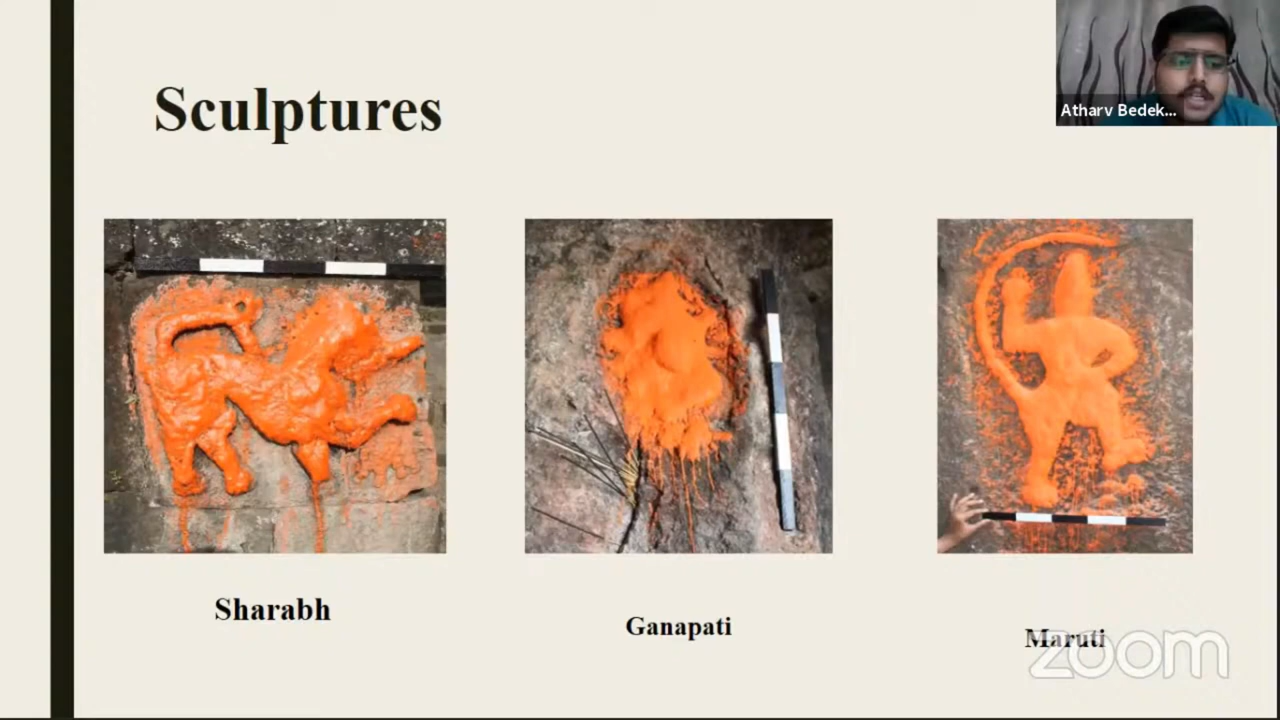 Sculptures
Atharv Bedek...
Sharabh
Ganapati
Maruti
zoom